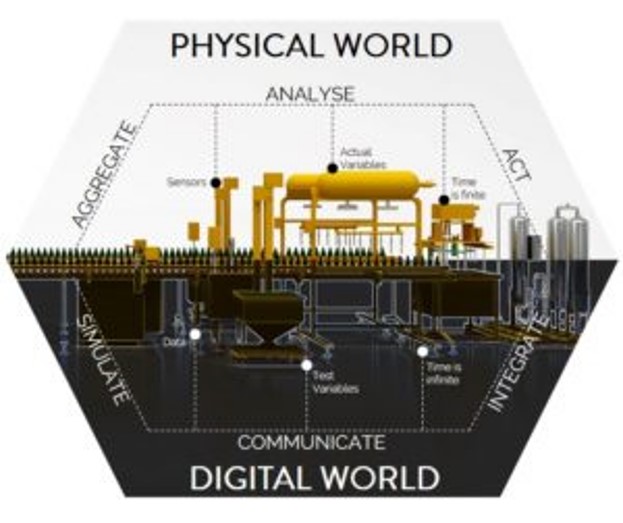 PHYSICAL WORLD
ANALYSE
AGGREGATE
ACT
Actual
Variables
Sensors
Time
is finite
SIMULATE
INTEGRATE
Data
Test
Variables
Time is
infinite
COMMUNICATE
DIGITAL WORLD